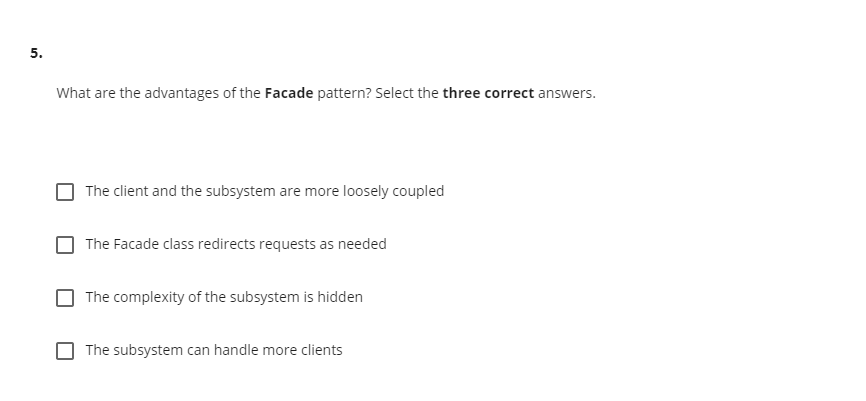 5.
What are the advantages of the Facade pattern? Select the three correct answers.
The client and the subsystem are more loosely coupled
The Facade class redirects requests as needed
The complexity of the subsystem is hidden
The subsystem can handle more clients